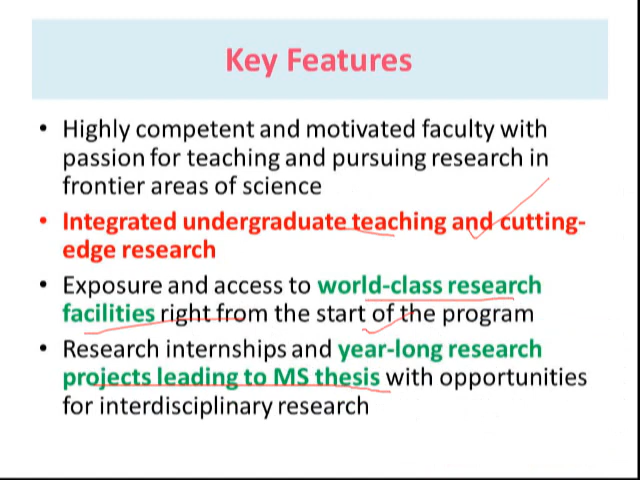 Key Features
• Highly competent and motivated faculty with
passion for teaching and pursuing research in
frontier areas of science
• Integrated undergraduate teaching and cutting-
edge research
• Exposure and access to world-class research
facilities right from the start of the program
• Research internships and year-long research
projects leading to MS thesis with opportunities
for interdisciplinary research